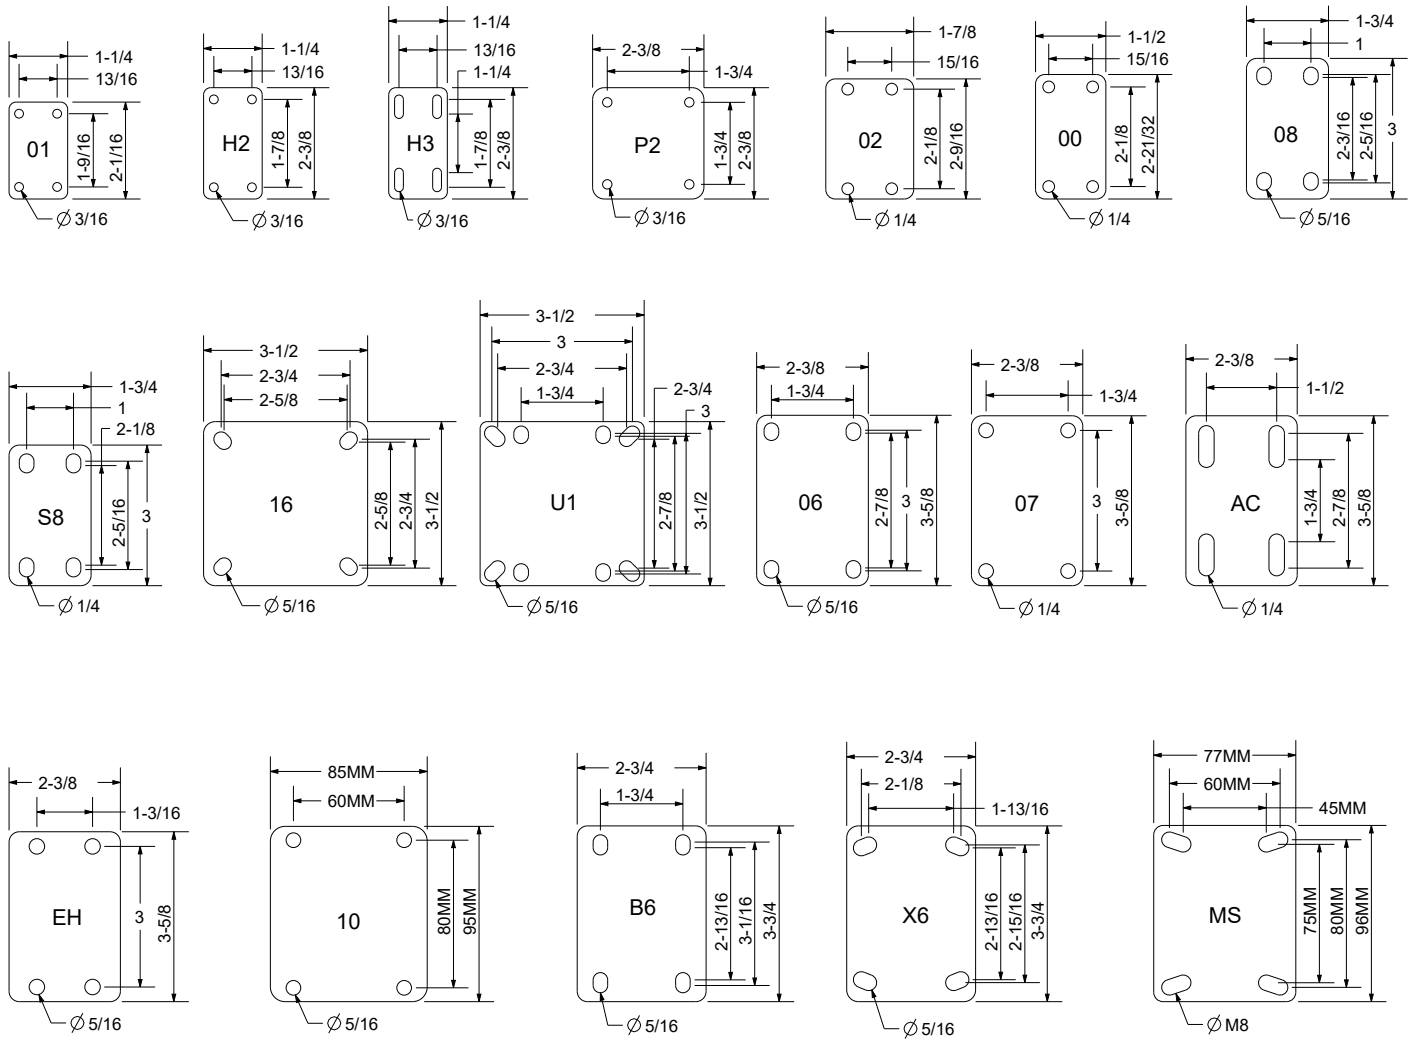 1-1/4
13/16
01
1-9/16
2-1/16
Ø 3/16
1-1/4
13/16
H2
1-7/8
2-3/8
Ø 3/16
1-1/4
13/16
1-1/4
H3
1-7/8
2-3/8
Ø 3/16
2-3/8
1-3/4
P2
1-3/4
2-3/8
Ø 3/16
1-7/8
15/16
02
2-1/8
2-9/16
Ø 1/4
1-1/2
15/16
00
2-1/8
2-21/32
Ø 1/4
1-3/4
1
08
2-3/16
2-5/16
3
Ø 5/16
1-3/4
1
2-1/8
S8
2-5/16
3
Ø 1/4
3-1/2
2-3/4
2-5/8
16
2-5/8
2-3/4
3-1/2
Ø 5/16
3-1/2
3
2-3/4
1-3/4
2-3/4
3
U1
2-7/8
3-1/2
Ø 5/16
2-3/8
1-3/4
06
2-7/8
3
3-5/8
Ø 5/16
2-3/8
1-3/4
07
3
3-5/8
Ø 1/4
2-3/8
1-1/2
AC
1-3/4
2-7/8
3-5/8
Ø 1/4
2-3/8
1-3/16
EH
3
3-5/8
Ø 5/16
85MM
60MM
10
80MM
95MM
Ø 5/16
2-3/4
1-3/4
B6
2-13/16
3-1/16
3-3/4
Ø 5/16
2-3/4
2-1/8
1-13/16
X6
2-13/16
2-15/16
3-3/4
Ø 5/16
77MM
60MM
45MM
MS
75MM
80MM
96MM
Ø M8